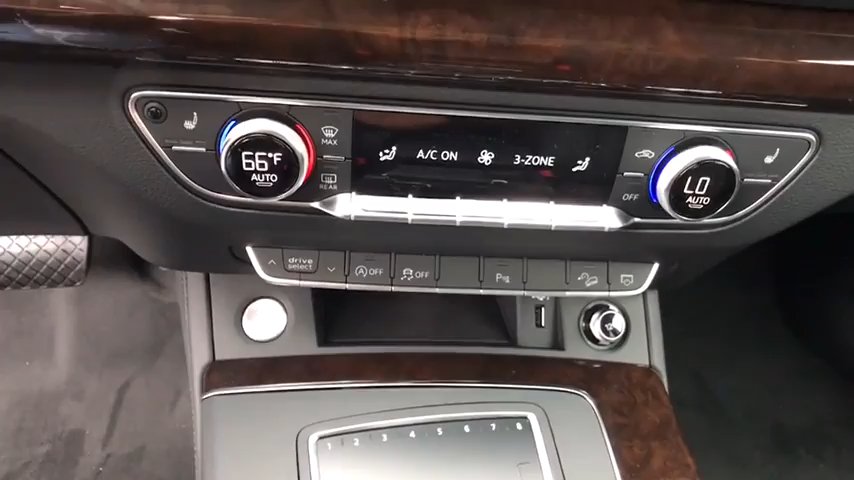 66°F
AUTO
MAX
REAR
A/C ON
3-ZONE
OFF
LO
AUTO
drive
select
OFF
OFF
P
1 2 3 4 5 6 7 8